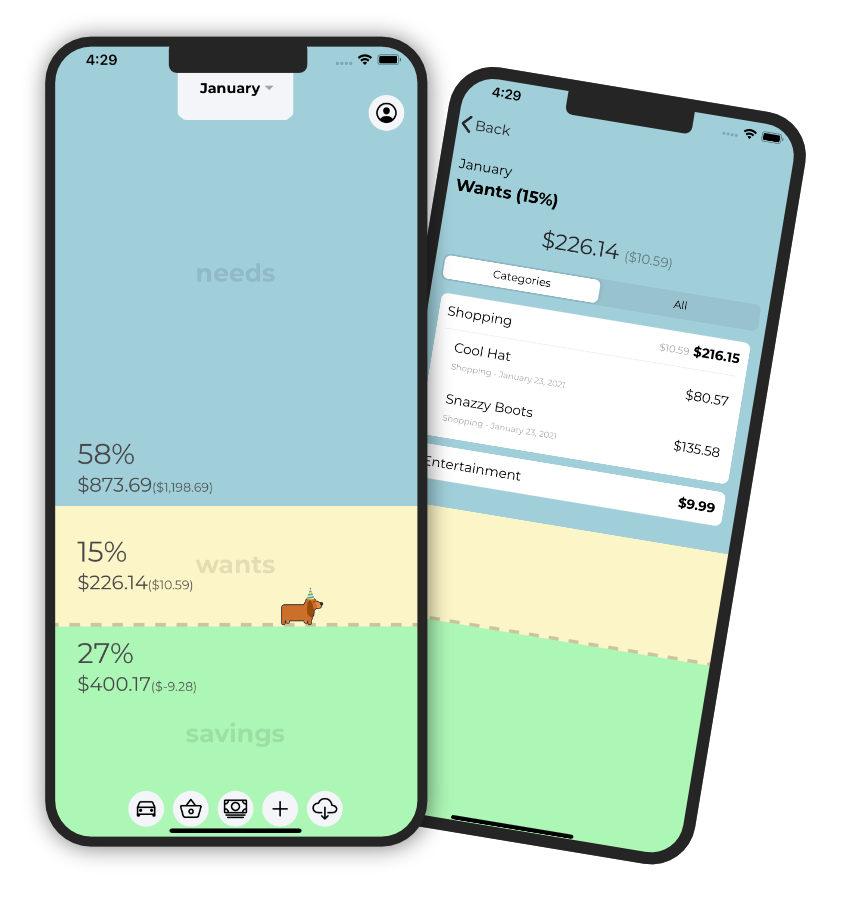 4:29
January
needs
58%
$873.69($1,198.69)
15%
wants
$226.14($10.59)
27%
$400.17($-9.28)
savings
4:29
Back
January
Wants (15%)
$226.14 ($10.59)
Categories
All
Shopping
$10.59 $216.15
Cool Hat
Shopping - January 23, 2021
$80.57
Snazzy Boots
Shopping - January 23, 2021
$135.58
Entertainment
$9.99